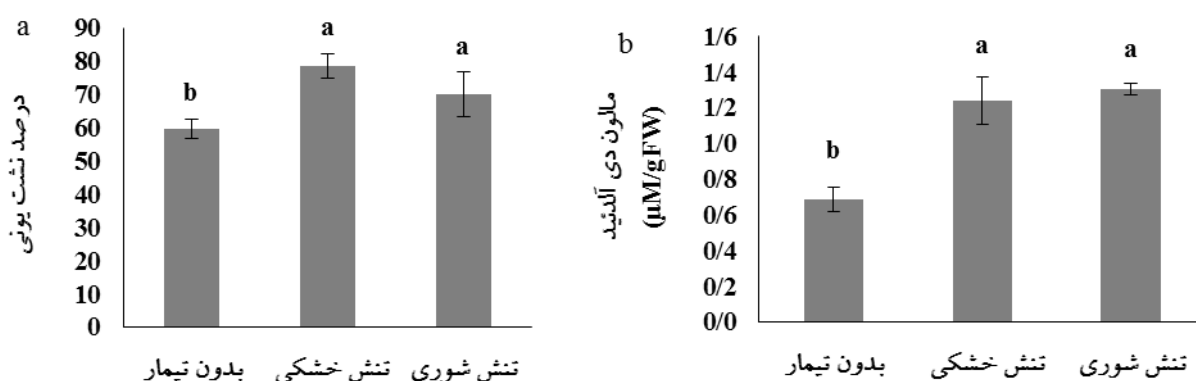 a
درصد نشت یونی
90
80
70
60
50
40
30
20
10
0
b
a
a
بدون تیمار
تنش خشکی
تنش شوری
b
مالون دی آلدئید
(µM/gFW)
1/6
1/4
1/2
1/0
0/8
0/6
0/4
0/2
0/0
b
a
a
بدون تیمار
تنش خشکی
تنش شوری